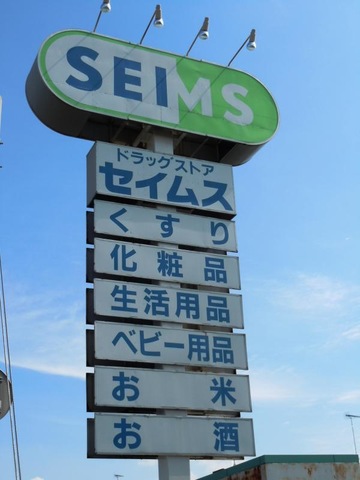 SEIMS
ドラッグストア
セイムス
くすり
化粧品
生活用品
ベビー用品
お米
お酒